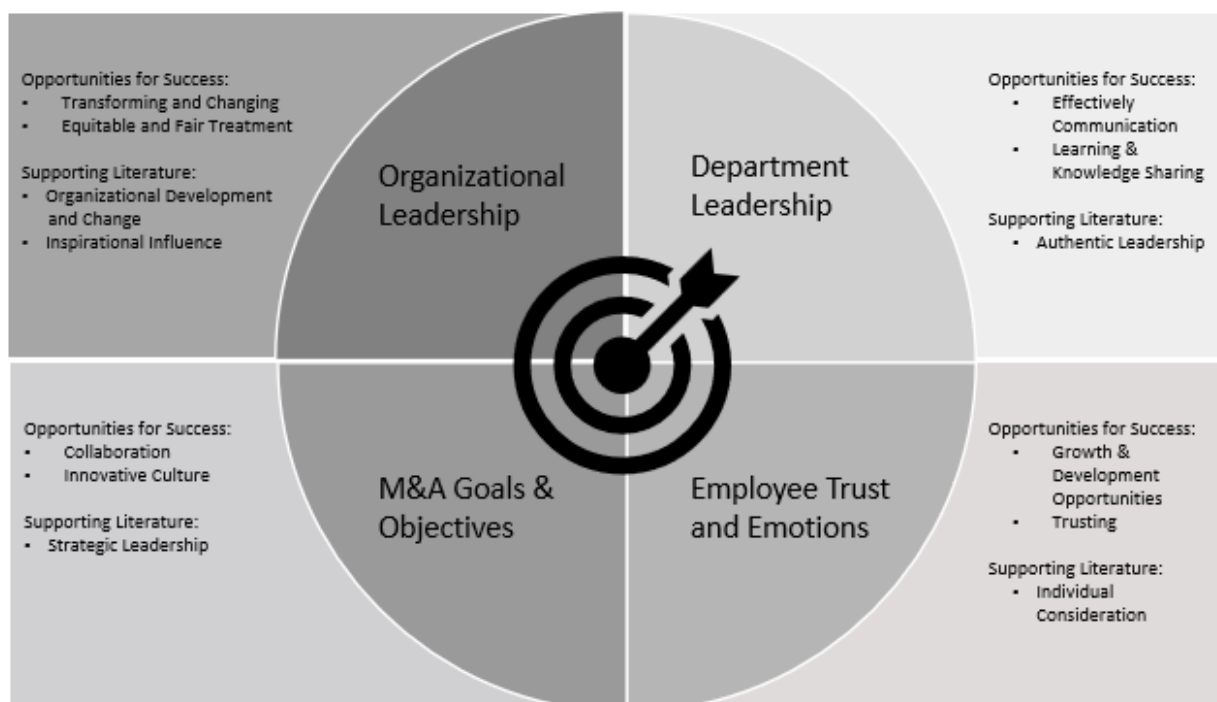 Opportunities for Success:
▪ Transforming and Changing
▪ Equitable and Fair Treatment
Supporting Literature:
▪ Organizational Development
and Change
▪ Inspirational Influence
Organizational
Leadership
Department
Leadership
Opportunities for Success:
▪ Effectively
Communication
▪ Learning &
Knowledge Sharing
Supporting Literature:
▪ Authentic Leadership
Opportunities for Success:
▪ Collaboration
▪ Innovative Culture
Supporting Literature:
▪ Strategic Leadership
M&A Goals &
Objectives
Employee Trust
and Emotions
Opportunities for Success:
▪ Growth &
Development
Opportunities
▪ Trusting
Supporting Literature:
▪ Individual
Consideration